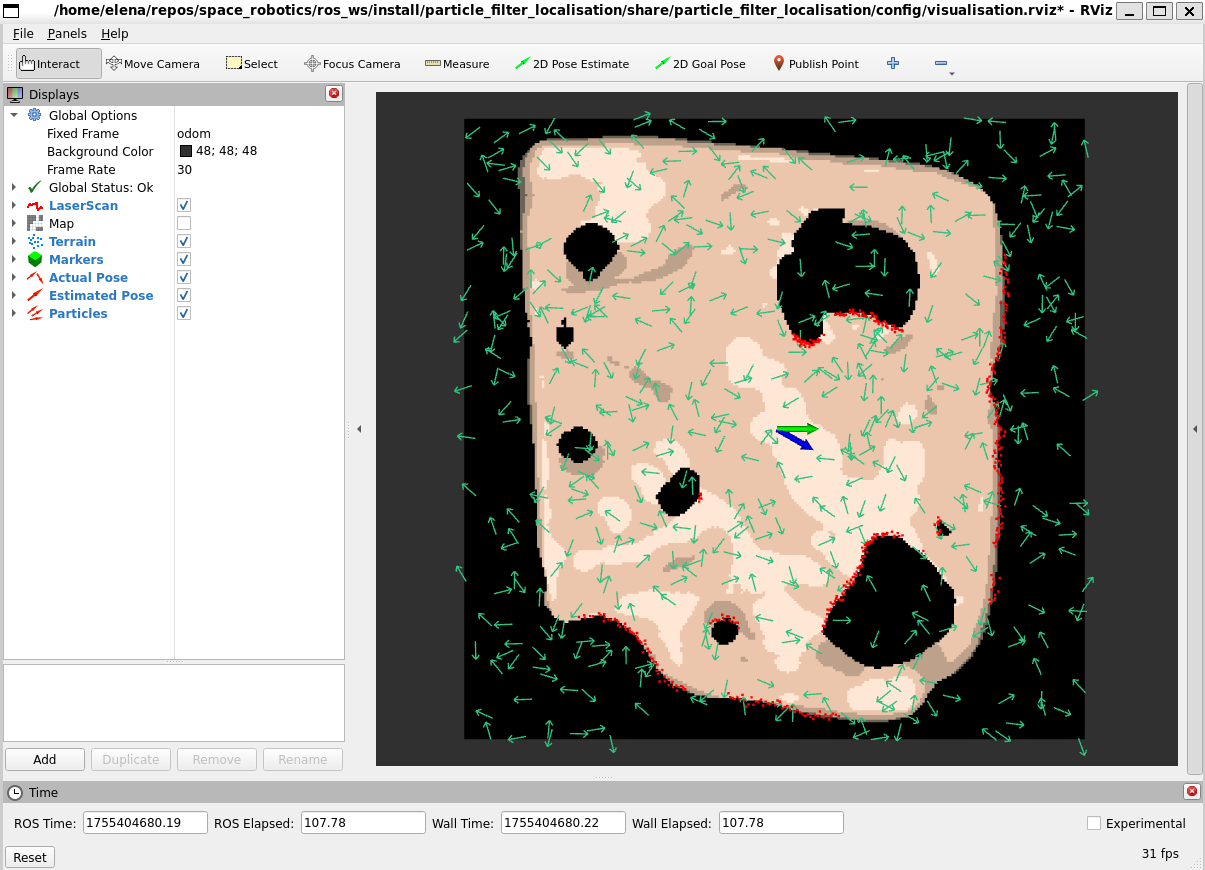 /home/elena/repos/space_robotics/ros_ws/install/particle_filter_localisation/share/particle_filter_localisation/config/visualisation.rviz* - RViz
File Panels Help
Interact Move Camera Select Focus Camera Measure 2D Pose Estimate 2D Goal Pose Publish Point
Displays
Global Options
Fixed Frame odom
Background Color 48; 48; 48
Frame Rate 30
Global Status: Ok
LaserScan
Map
Terrain
Markers
Actual Pose
Estimated Pose
Particles
Add Duplicate Remove Rename
Time
ROS Time: 1755404680.19 ROS Elapsed: 107.78 Wall Time: 1755404680.22 Wall Elapsed: 107.78 Experimental
Reset 31 fps